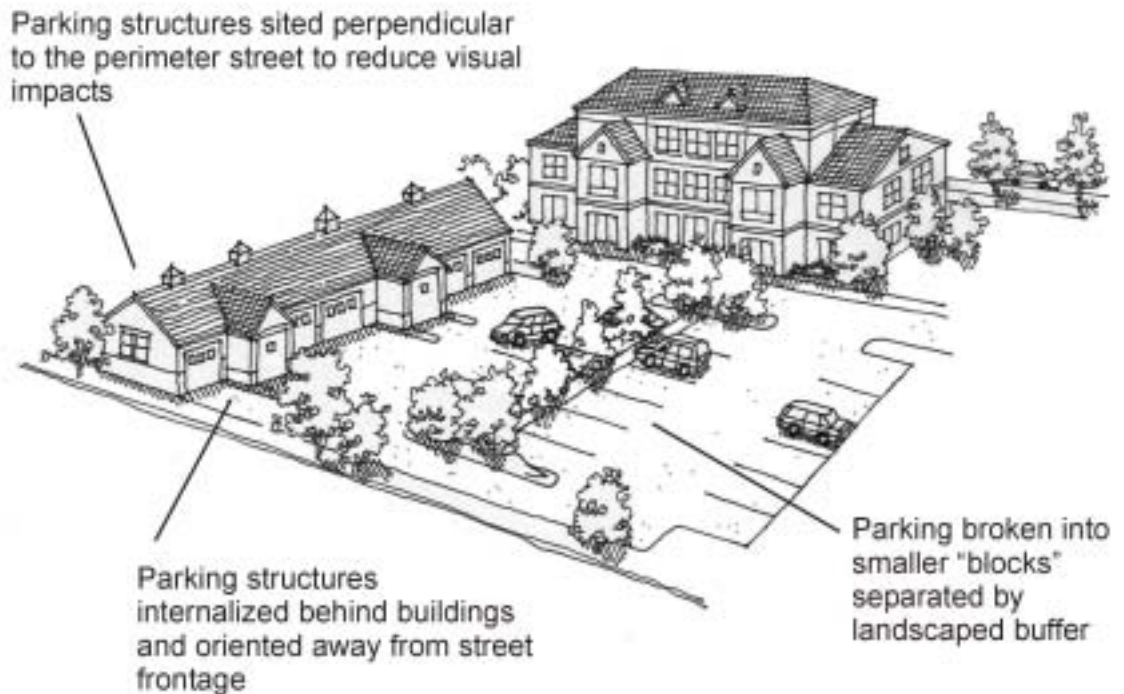 Parking structures sited perpendicular
to the perimeter street to reduce visual
impacts
Parking structures
internalized behind buildings
and oriented away from street
frontage
Parking broken into
smaller "blocks"
separated by
landscaped buffer